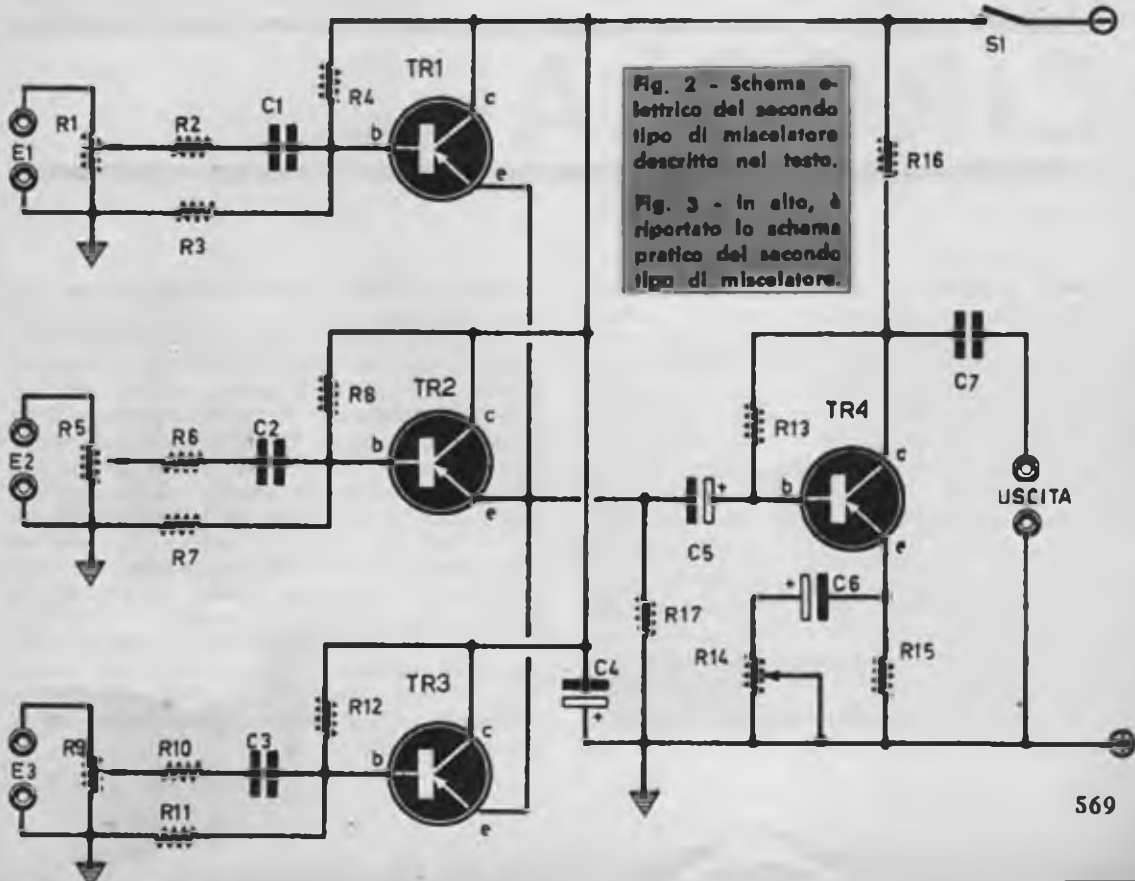 S1
TR1
c
b
e
R4
C1
R1
R2
E1
R3
Fig. 2 - Schema e-
lettrico del secondo
tipo di miscelatore
descritto nel testo.
Fig. 3 - In alto, è
riportato lo schema
pratico del secondo
tipo di miscelatore.
R16
TR2
c
b
e
R8
C2
R5
R6
E2
R7
R13
TR4
c
b
e
C7
USCITA
C5
+
R17
+
C6
R14
R15
TR3
c
b
e
R12
C3
C4
+
R9
R10
E3
R11
569